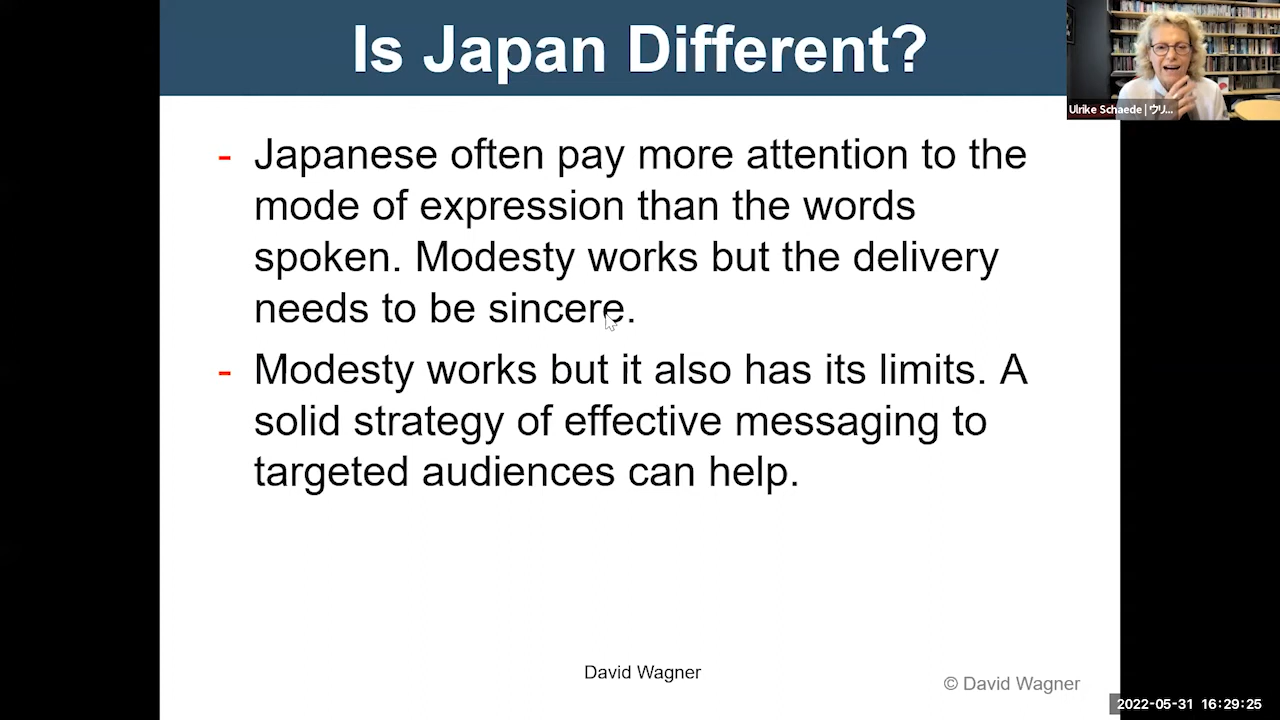 Is Japan Different?
Ulrike Schaede | ウリ...
- Japanese often pay more attention to the
mode of expression than the words
spoken. Modesty works but the delivery
needs to be sincere.
- Modesty works but it also has its limits. A
solid strategy of effective messaging to
targeted audiences can help.
David Wagner
© David Wagner
2022-05-31 16:29:25